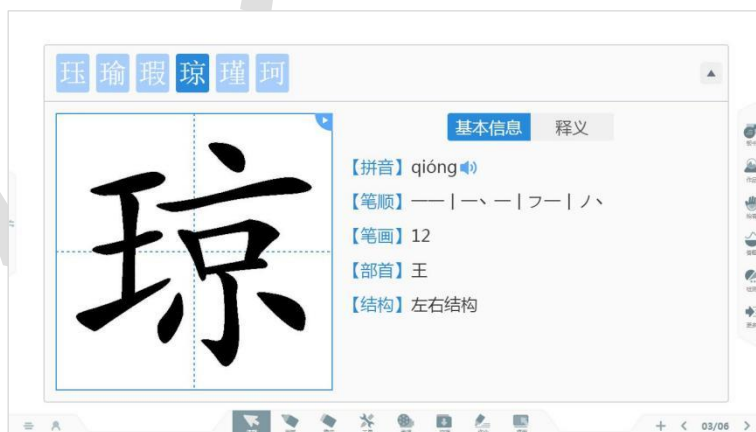 珏 瑜 瑕 琼 瑾 珂
琼
基本信息 释义
【拼音】qióng
【笔顺】一一丨一丶一丨フ一丨ノ丶
【笔画】12
【部首】王
【结构】左右结构
03/06